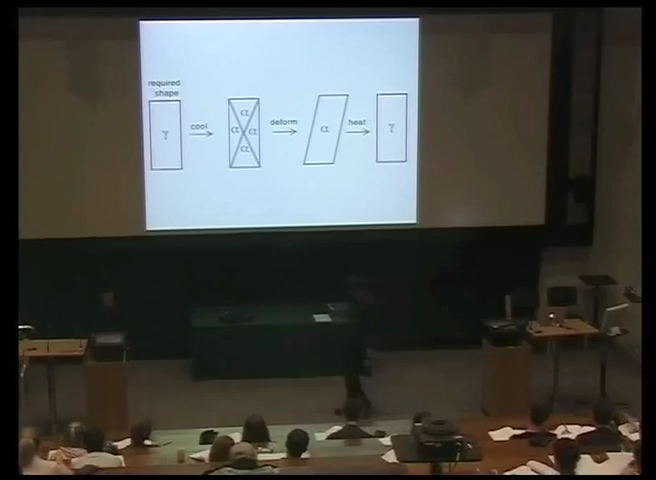 required
shape
γ
cool
α
α α
α
deform
α
heat
γ